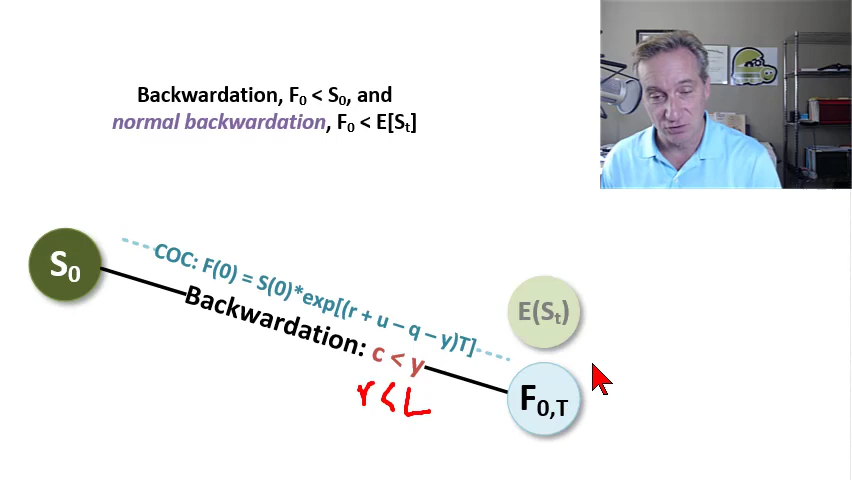 Backwardation, F₀ < S₀, and
normal backwardation, F₀ < E[Sₜ]
S₀
COC: F(0) = S(0)*exp[(r + u – q – y)T]
Backwardation: c < y
r < L
E(Sₜ)
F₀,T